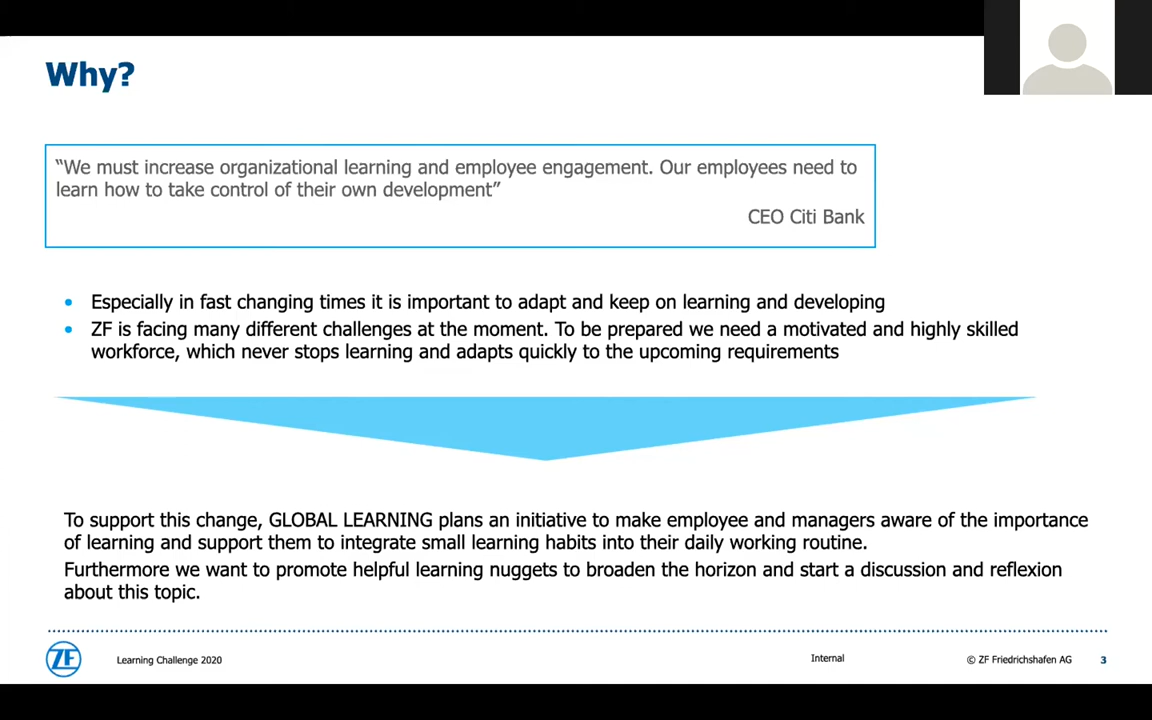 Why?
“We must increase organizational learning and employee engagement. Our employees need to
learn how to take control of their own development”
CEO Citi Bank
• Especially in fast changing times it is important to adapt and keep on learning and developing
• ZF is facing many different challenges at the moment. To be prepared we need a motivated and highly skilled
workforce, which never stops learning and adapts quickly to the upcoming requirements
To support this change, GLOBAL LEARNING plans an initiative to make employee and managers aware of the importance
of learning and support them to integrate small learning habits into their daily working routine.
Furthermore we want to promote helpful learning nuggets to broaden the horizon and start a discussion and reflexion
about this topic.
ZF
Learning Challenge 2020
Internal
© ZF Friedrichshafen AG
3